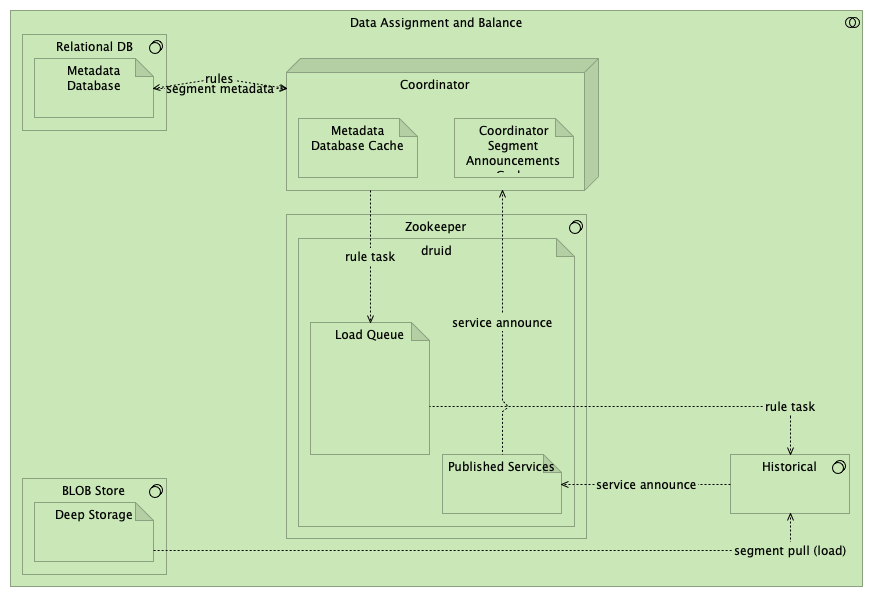 Data Assignment and Balance
Relational DB
Metadata
Database
rules
segment metadata
Coordinator
Metadata
Database Cache
Coordinator
Segment
Announcements
Zookeeper
druid
rule task
service announce
Load Queue
rule task
Published Services
service announce
Historical
BLOB Store
Deep Storage
segment pull (load)